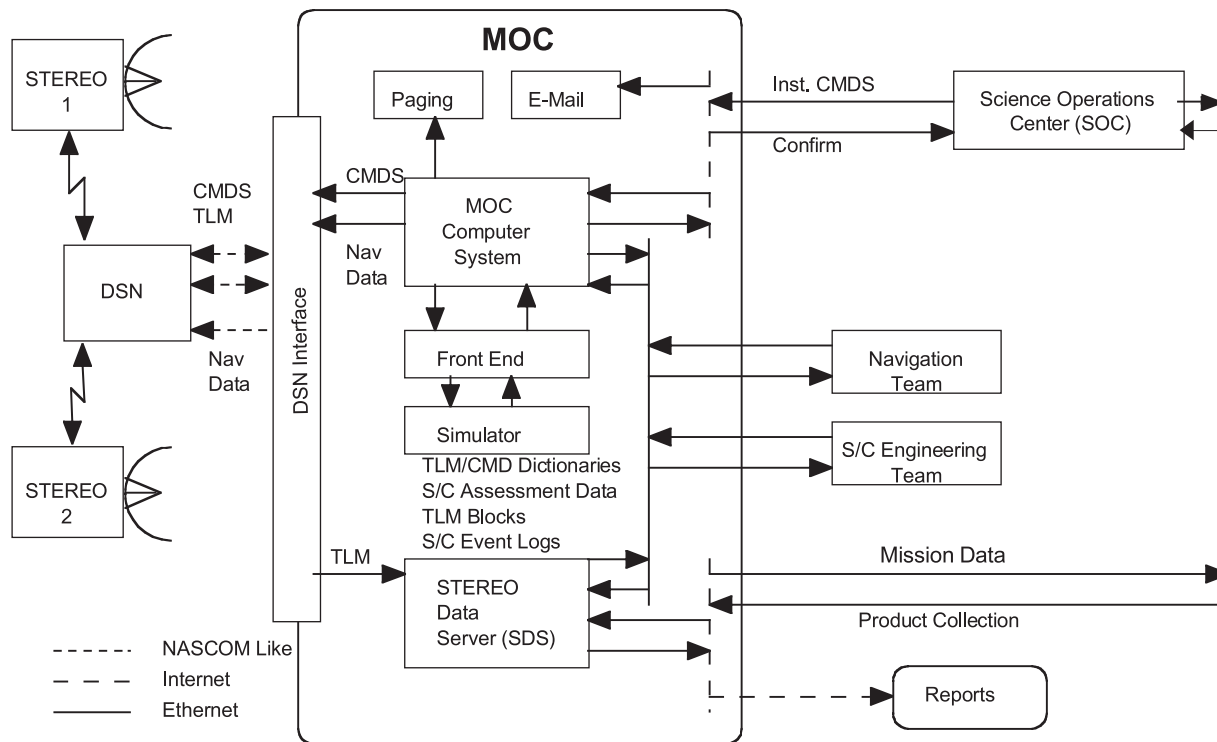 MOC
STEREO
1
Paging
E-Mail
Inst. CMDS
Confirm
Science Operations
Center (SOC)
CMDS
TLM
CMDS
MOC
Computer
System
Nav
Data
DSN
Nav
Data
DSN Interface
Front End
Navigation
Team
Simulator
S/C Engineering
Team
TLM/CMD Dictionaries
S/C Assessment Data
TLM Blocks
S/C Event Logs
STEREO
2
TLM
STEREO
Data
Server (SDS)
Mission Data
Product Collection
NASCOM Like
Internet
Ethernet
Reports